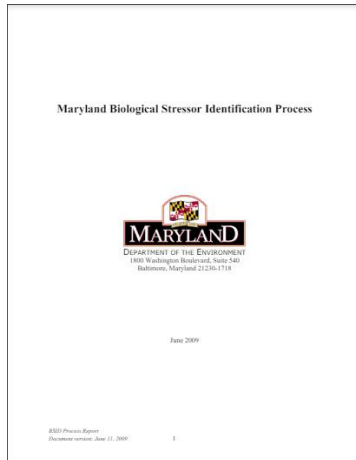 Maryland Biological Stressor Identification Process
MARYLAND
DEPARTMENT OF THE ENVIRONMENT
1800 Washington Boulevard, Suite 540
Baltimore, Maryland 21230-1718
June 2009
BSID Process Report
Document version: June 11, 2009